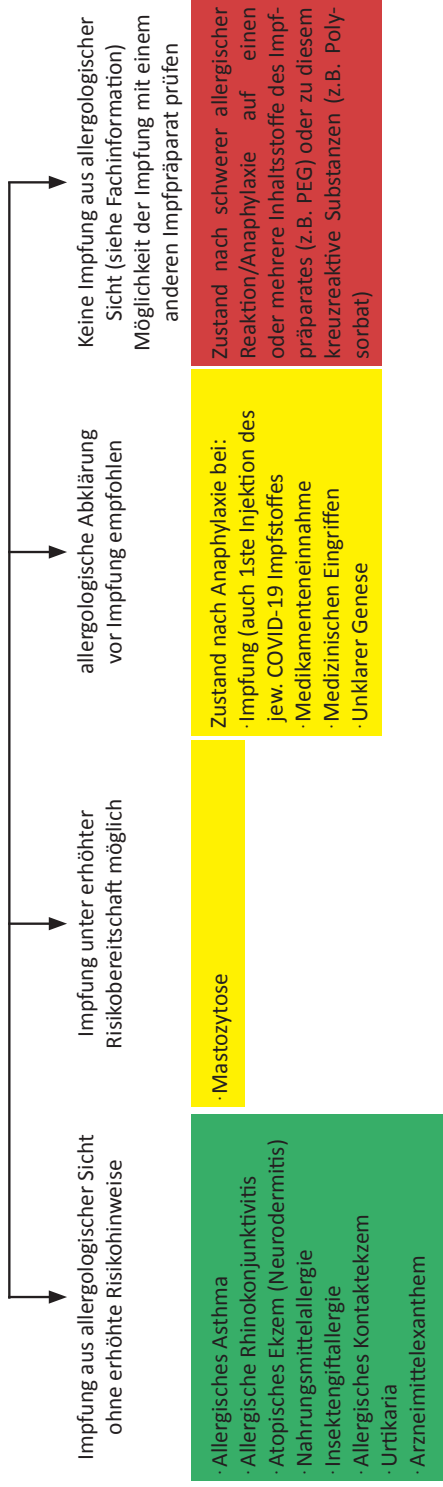 Impfung aus allergologischer Sicht
ohne erhöhte Risikohinweise
· Allergisches Asthma
· Allergische Rhinokonjunktivitis
· Atopisches Ekzem (Neurodermitis)
· Nahrungsmittelallergie
· Insektengiftallergie
· Allergisches Kontaktekzem
· Urtikaria
· Arzneimittelexanthem
Impfung unter erhöhter
Risikobereitschaft möglich
· Mastozytose
allergologische Abklärung
vor Impfung empfohlen
Zustand nach Anaphylaxie bei:
· Impfung (auch 1ste Injektion des
jew. COVID-19 Impfstoffes
· Medikamenteneinnahme
· Medizinischen Eingriffen
· Unklarer Genese
Keine Impfung aus allergologischer
Sicht (siehe Fachinformation)
Möglichkeit der Impfung mit einem
anderen Impfpräparat prüfen
Zustand nach schwerer allergischer
Reaktion/Anaphylaxie auf einen
oder mehrere Inhaltsstoffe des Impf-
präparates (z.B. PEG) oder zu diesem
kreuzreaktive Substanzen (z.B. Poly-
sorbat)